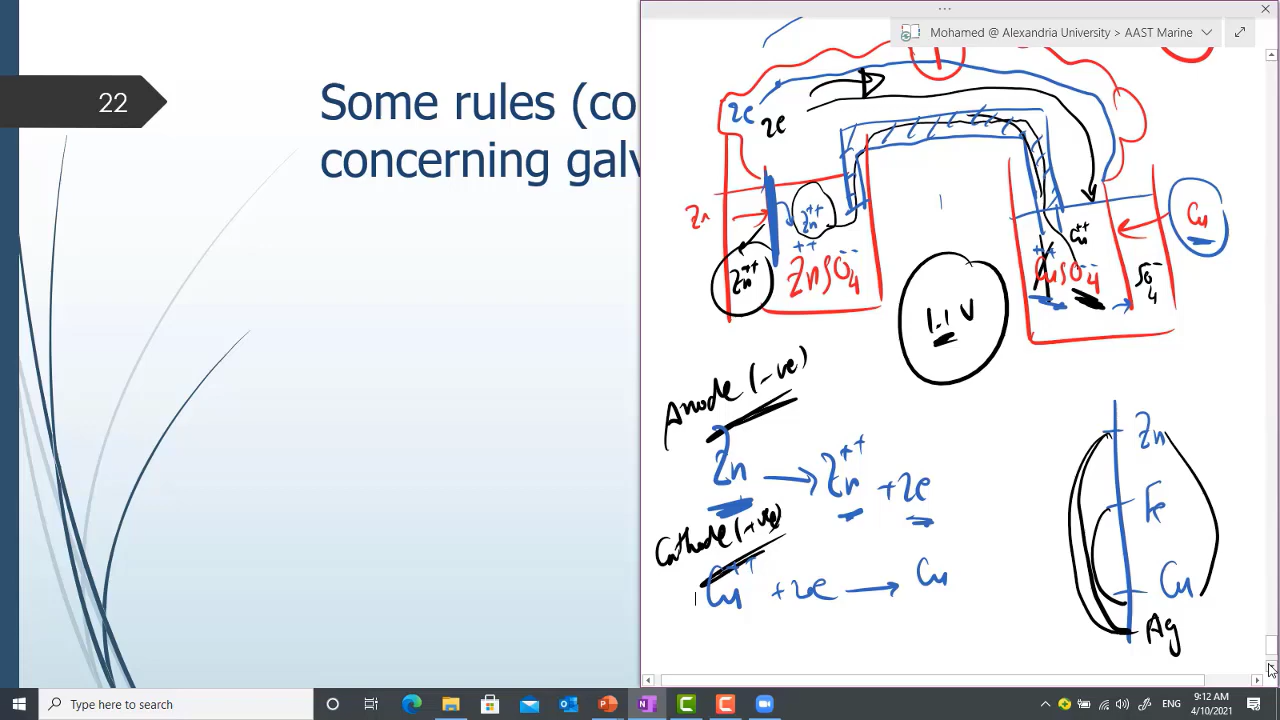 22
Some rules (co
concerning galv
Mohamed @ Alexandria University > AAST Marine
2e
2e
Zn
Zn++
Zn++
++
ZnSO4--
1.1 V
Cu++
++
CuSO4--
SO4--
Cu
Anode (-ve)
Zn → Zn++ + 2e
Cathode (+ve)
Cu++ + 2e → Cu
Zn
Fe
Cu
Ag
Type here to search
9:12 AM
4/10/2021